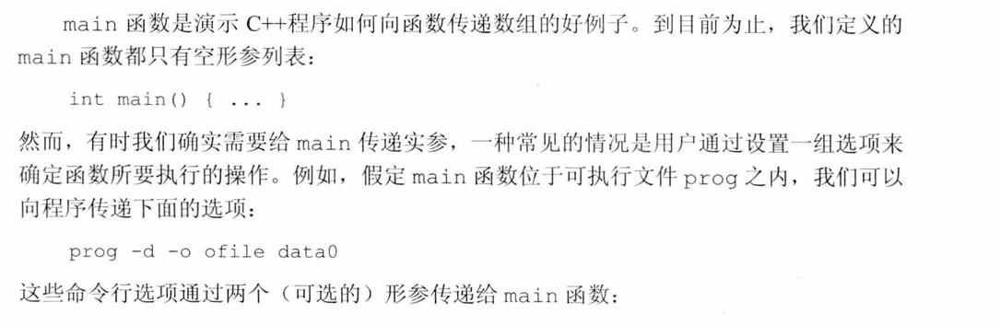 main 函数是演示 C++程序如何向函数传递数组的好例子。到目前为止，我们定义的
main 函数都只有空形参列表：
int main() { ... }
然而，有时我们确实需要给 main 传递实参，一种常见的情况是用户通过设置一组选项来
确定函数所要执行的操作。例如，假定 main 函数位于可执行文件 prog 之内，我们可以
向程序传递下面的选项：
prog -d -o ofile data0
这些命令行选项通过两个（可选的）形参传递给 main 函数：